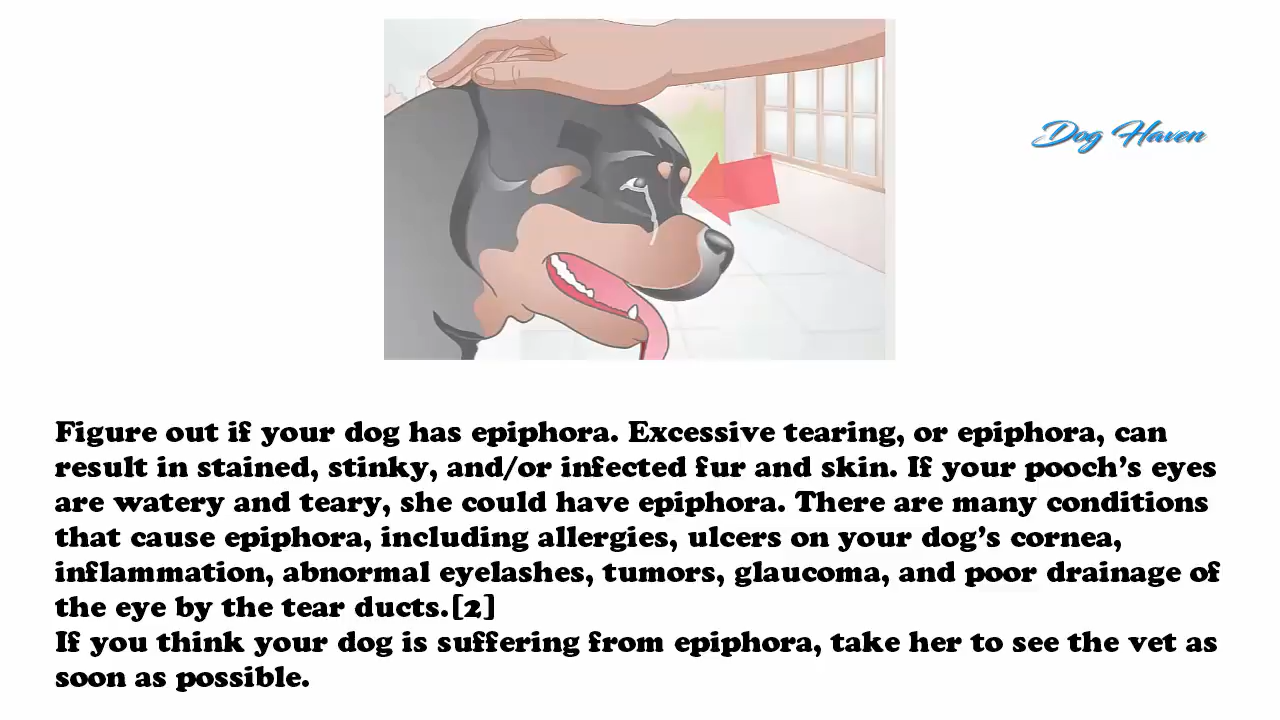 Dog Haven
Figure out if your dog has epiphora. Excessive tearing, or epiphora, can
result in stained, stinky, and/or infected fur and skin. If your pooch's eyes
are watery and teary, she could have epiphora. There are many conditions
that cause epiphora, including allergies, ulcers on your dog's cornea,
inflammation, abnormal eyelashes, tumors, glaucoma, and poor drainage of
the eye by the tear ducts.[2]
If you think your dog is suffering from epiphora, take her to see the vet as
soon as possible.